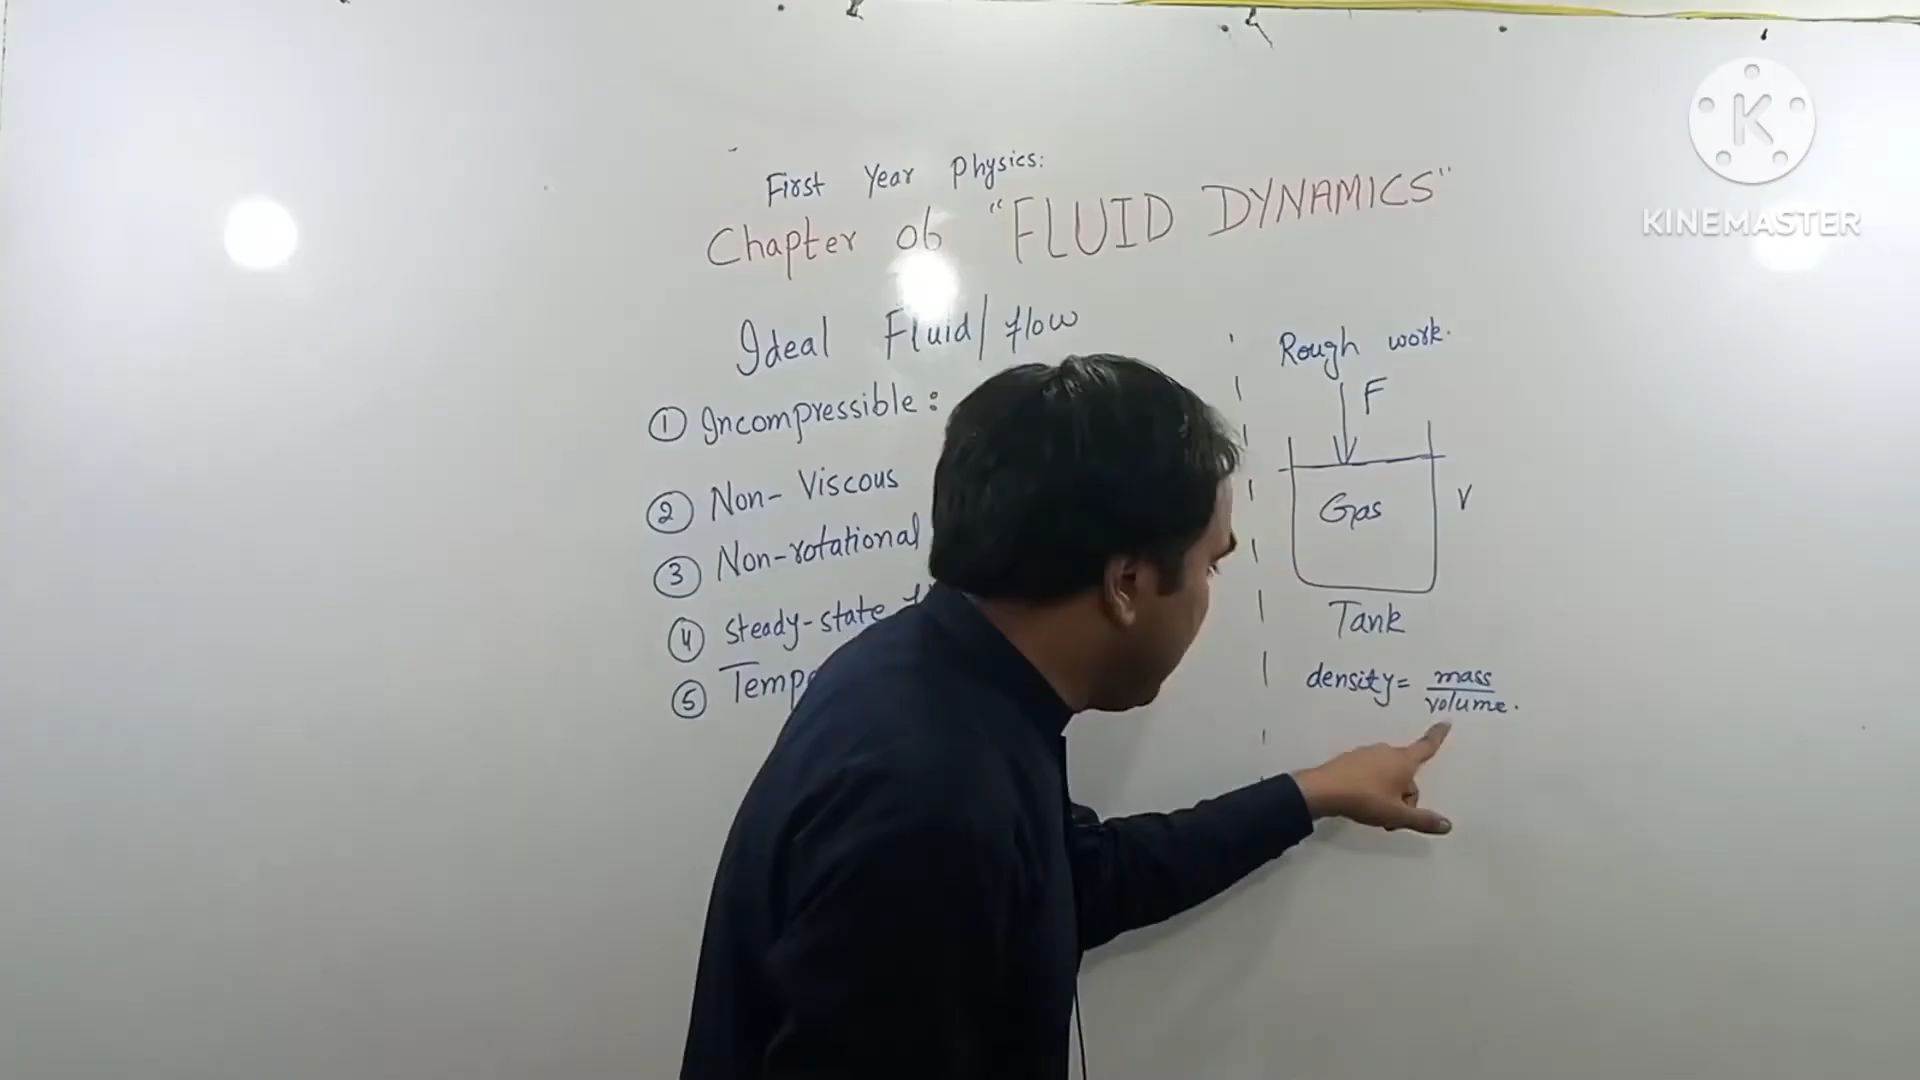 First Year Physics:
Chapter 06 "FLUID DYNAMICS"
Ideal Fluid/flow
① Incompressible:
② Non-Viscous
③ Non-rotational
④ Steady-state
⑤
Rough work.
F
Gas
V
Tank
density = mass
volume.
K
KINEMASTER